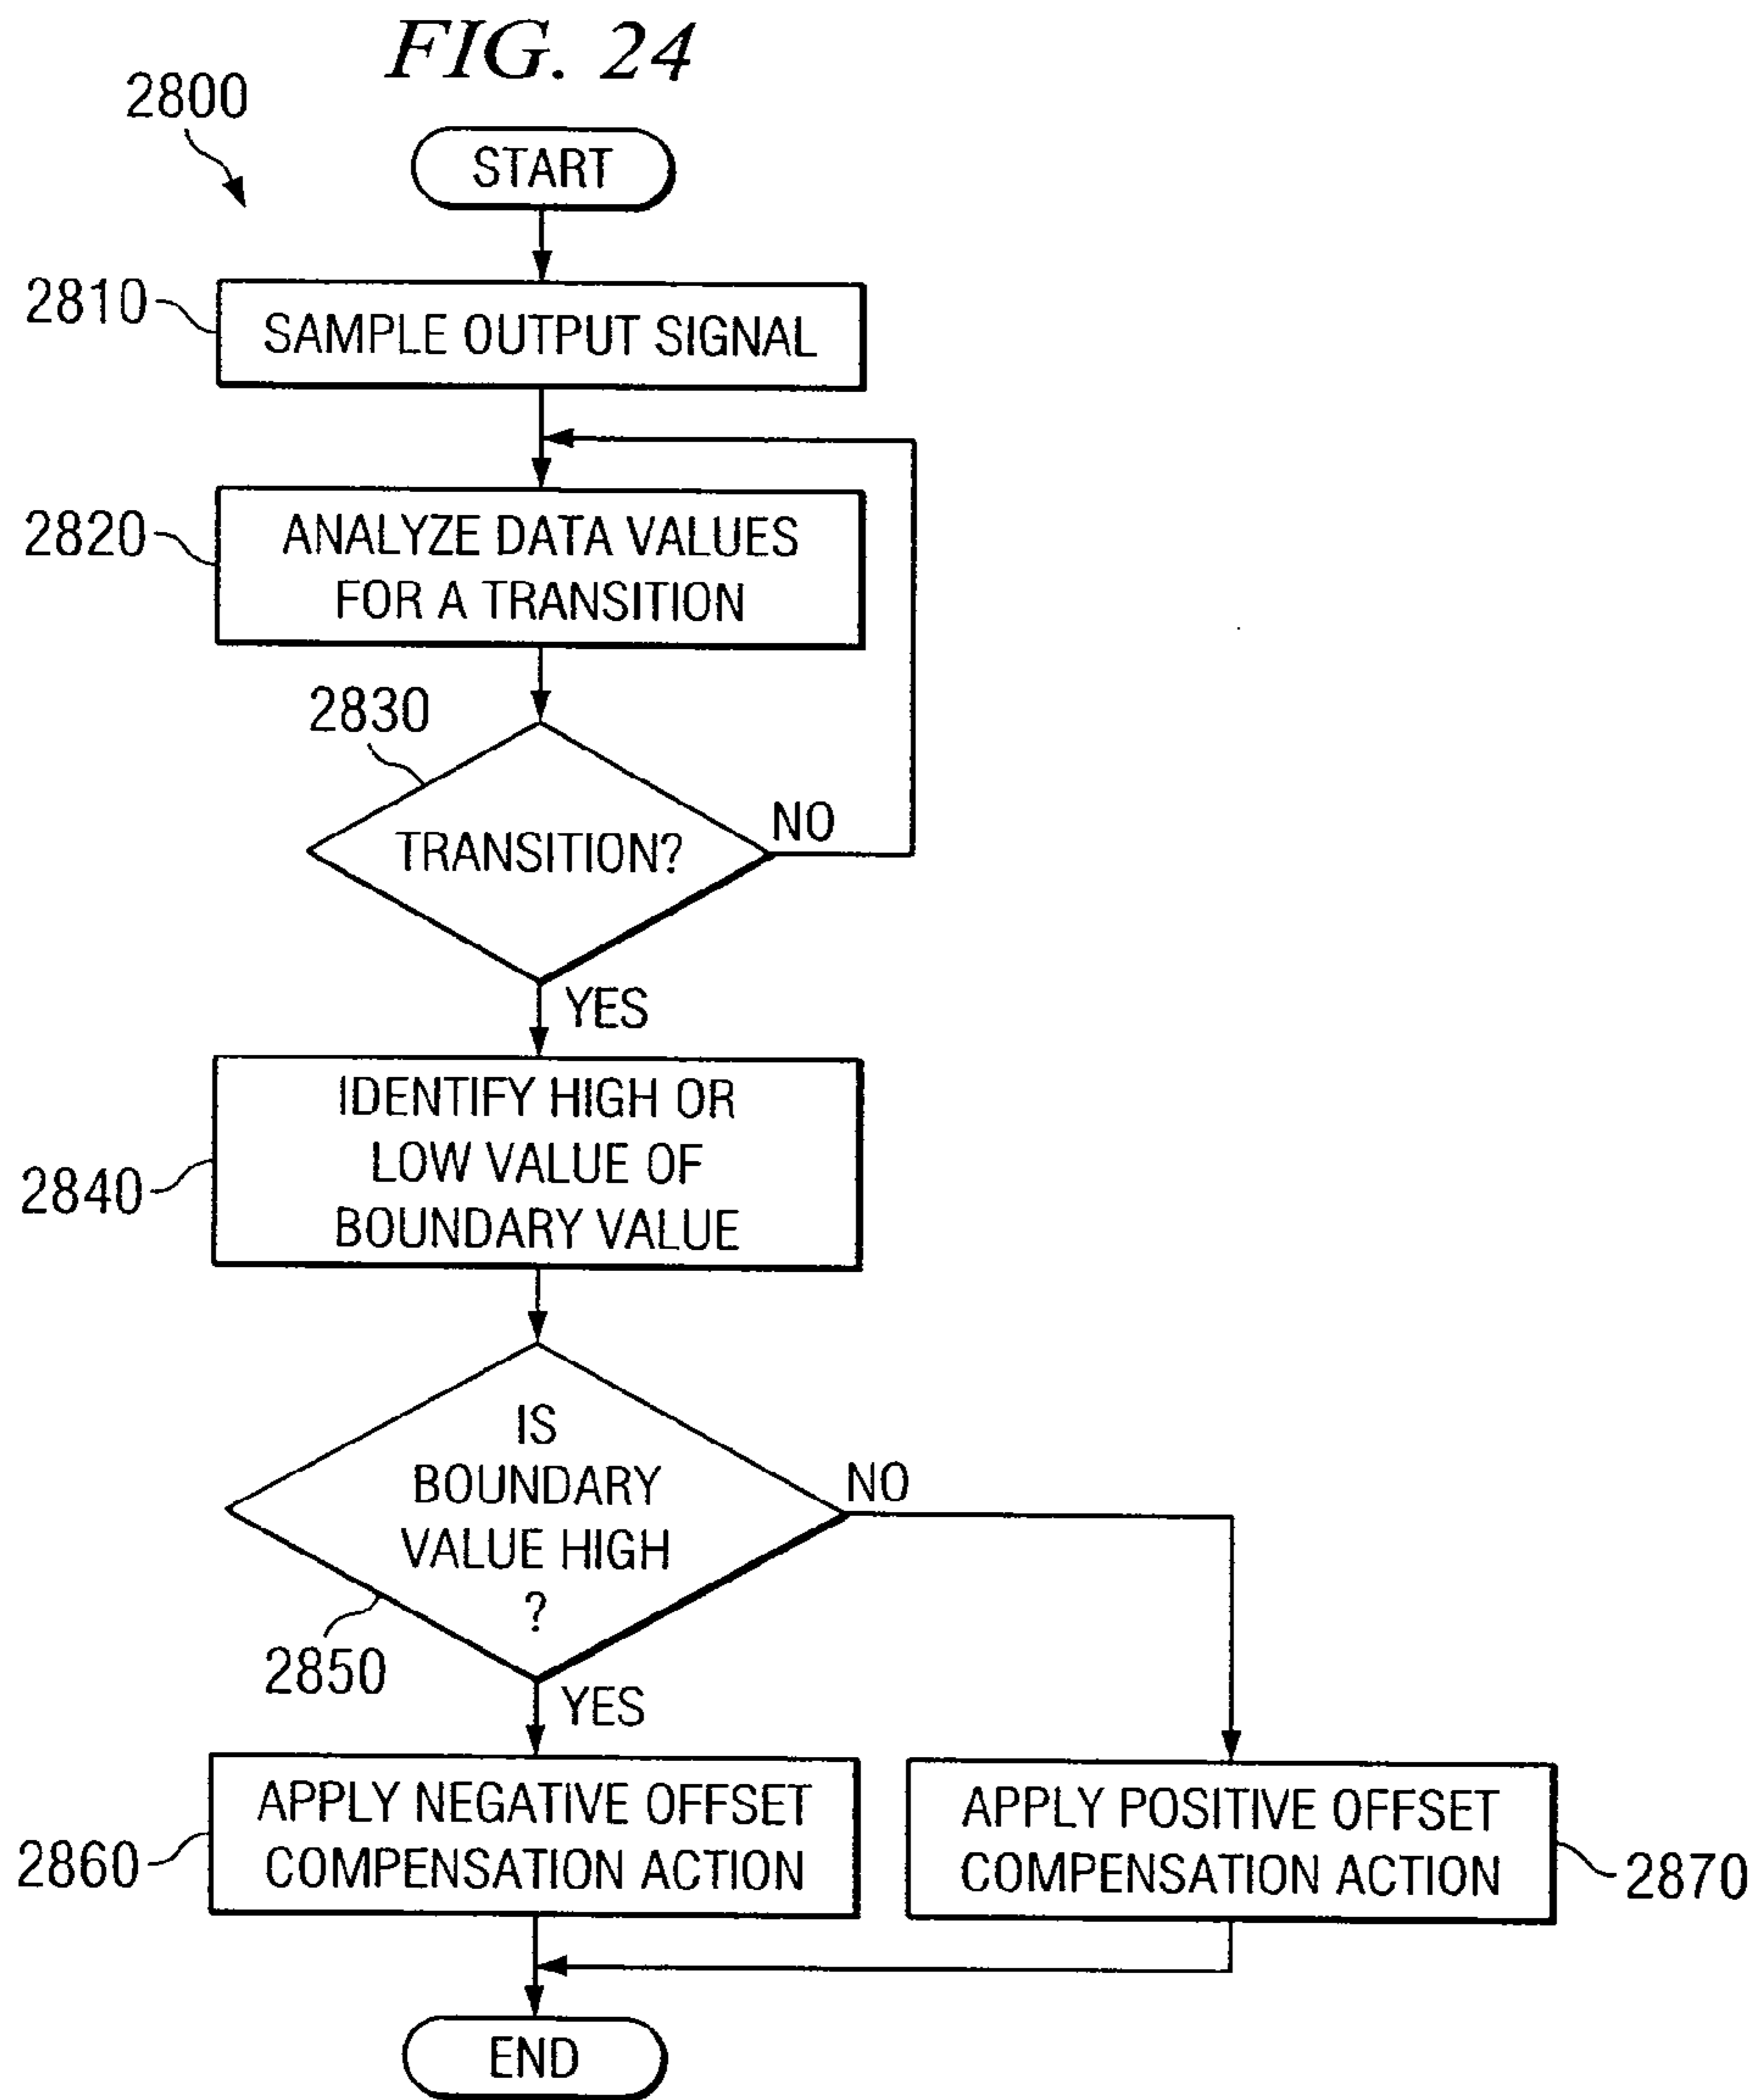 FIG. 24
2800
START
2810
SAMPLE OUTPUT SIGNAL
2820
ANALYZE DATA VALUES
FOR A TRANSITION
2830
TRANSITION?
NO
YES
2840
IDENTIFY HIGH OR
LOW VALUE OF
BOUNDARY VALUE
IS
BOUNDARY
VALUE HIGH
?
NO
2850
YES
2860
APPLY NEGATIVE OFFSET
COMPENSATION ACTION
APPLY POSITIVE OFFSET
COMPENSATION ACTION
2870
END